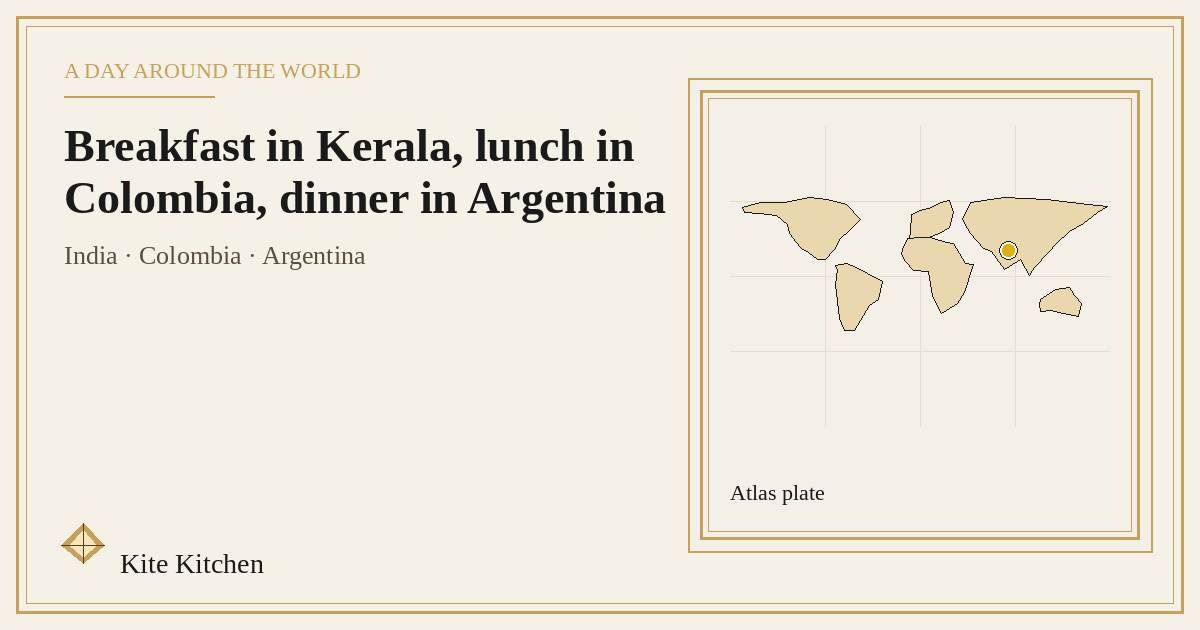 A DAY AROUND THE WORLD
Breakfast in Kerala, lunch in
Colombia, dinner in Argentina
India · Colombia · Argentina
Atlas plate
Kite Kitchen